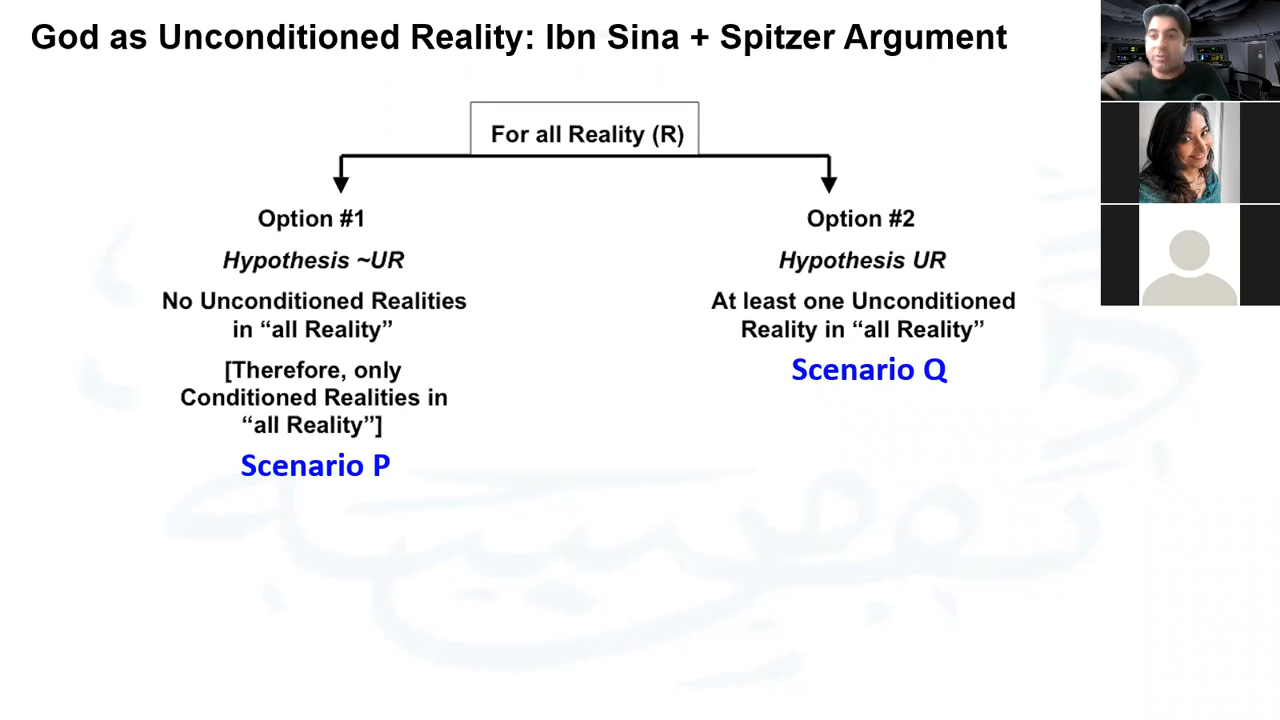 God as Unconditioned Reality: Ibn Sina + Spitzer Argument
For all Reality (R)
Option #1
Hypothesis ~UR
No Unconditioned Realities
in “all Reality”
[Therefore, only
Conditioned Realities in
“all Reality”]
Scenario P
Option #2
Hypothesis UR
At least one Unconditioned
Reality in “all Reality”
Scenario Q